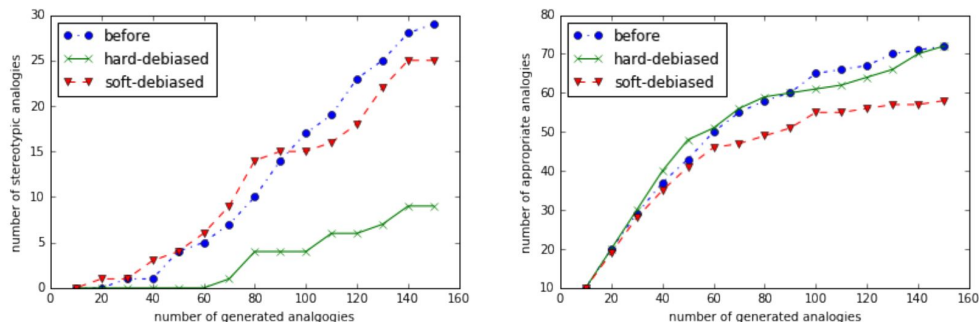 before
hard-debiased
soft-debiased
number of stereotypic analogies
30
25
20
15
10
5
0
0 20 40 60 80 100 120 140 160
number of generated analgogies
before
hard-debiased
soft-debiased
number of appropriate analogies
80
70
60
50
40
30
20
10
0 20 40 60 80 100 120 140 160
number of generated analogies